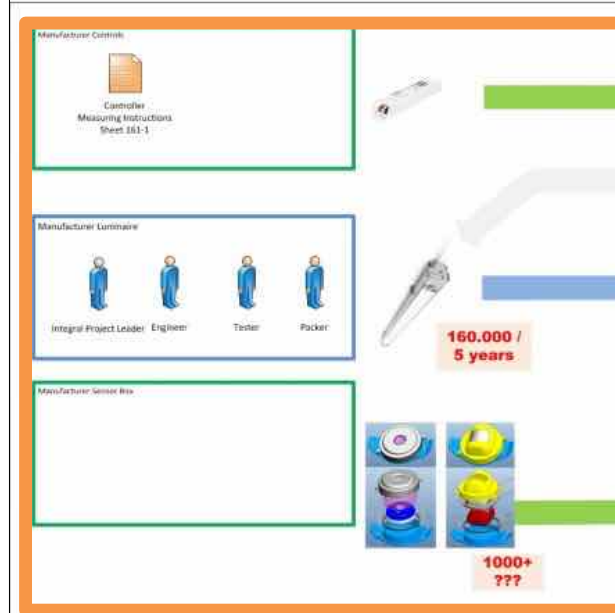 Manufacturer Controls
Controller
Measuring Instructions
Sheet 161-1
Manufacturer Luminaire
Integral Project Leader Engineer Tester Packer
160.000 /
5 years
Manufacturer Sensor Box
1000+
???